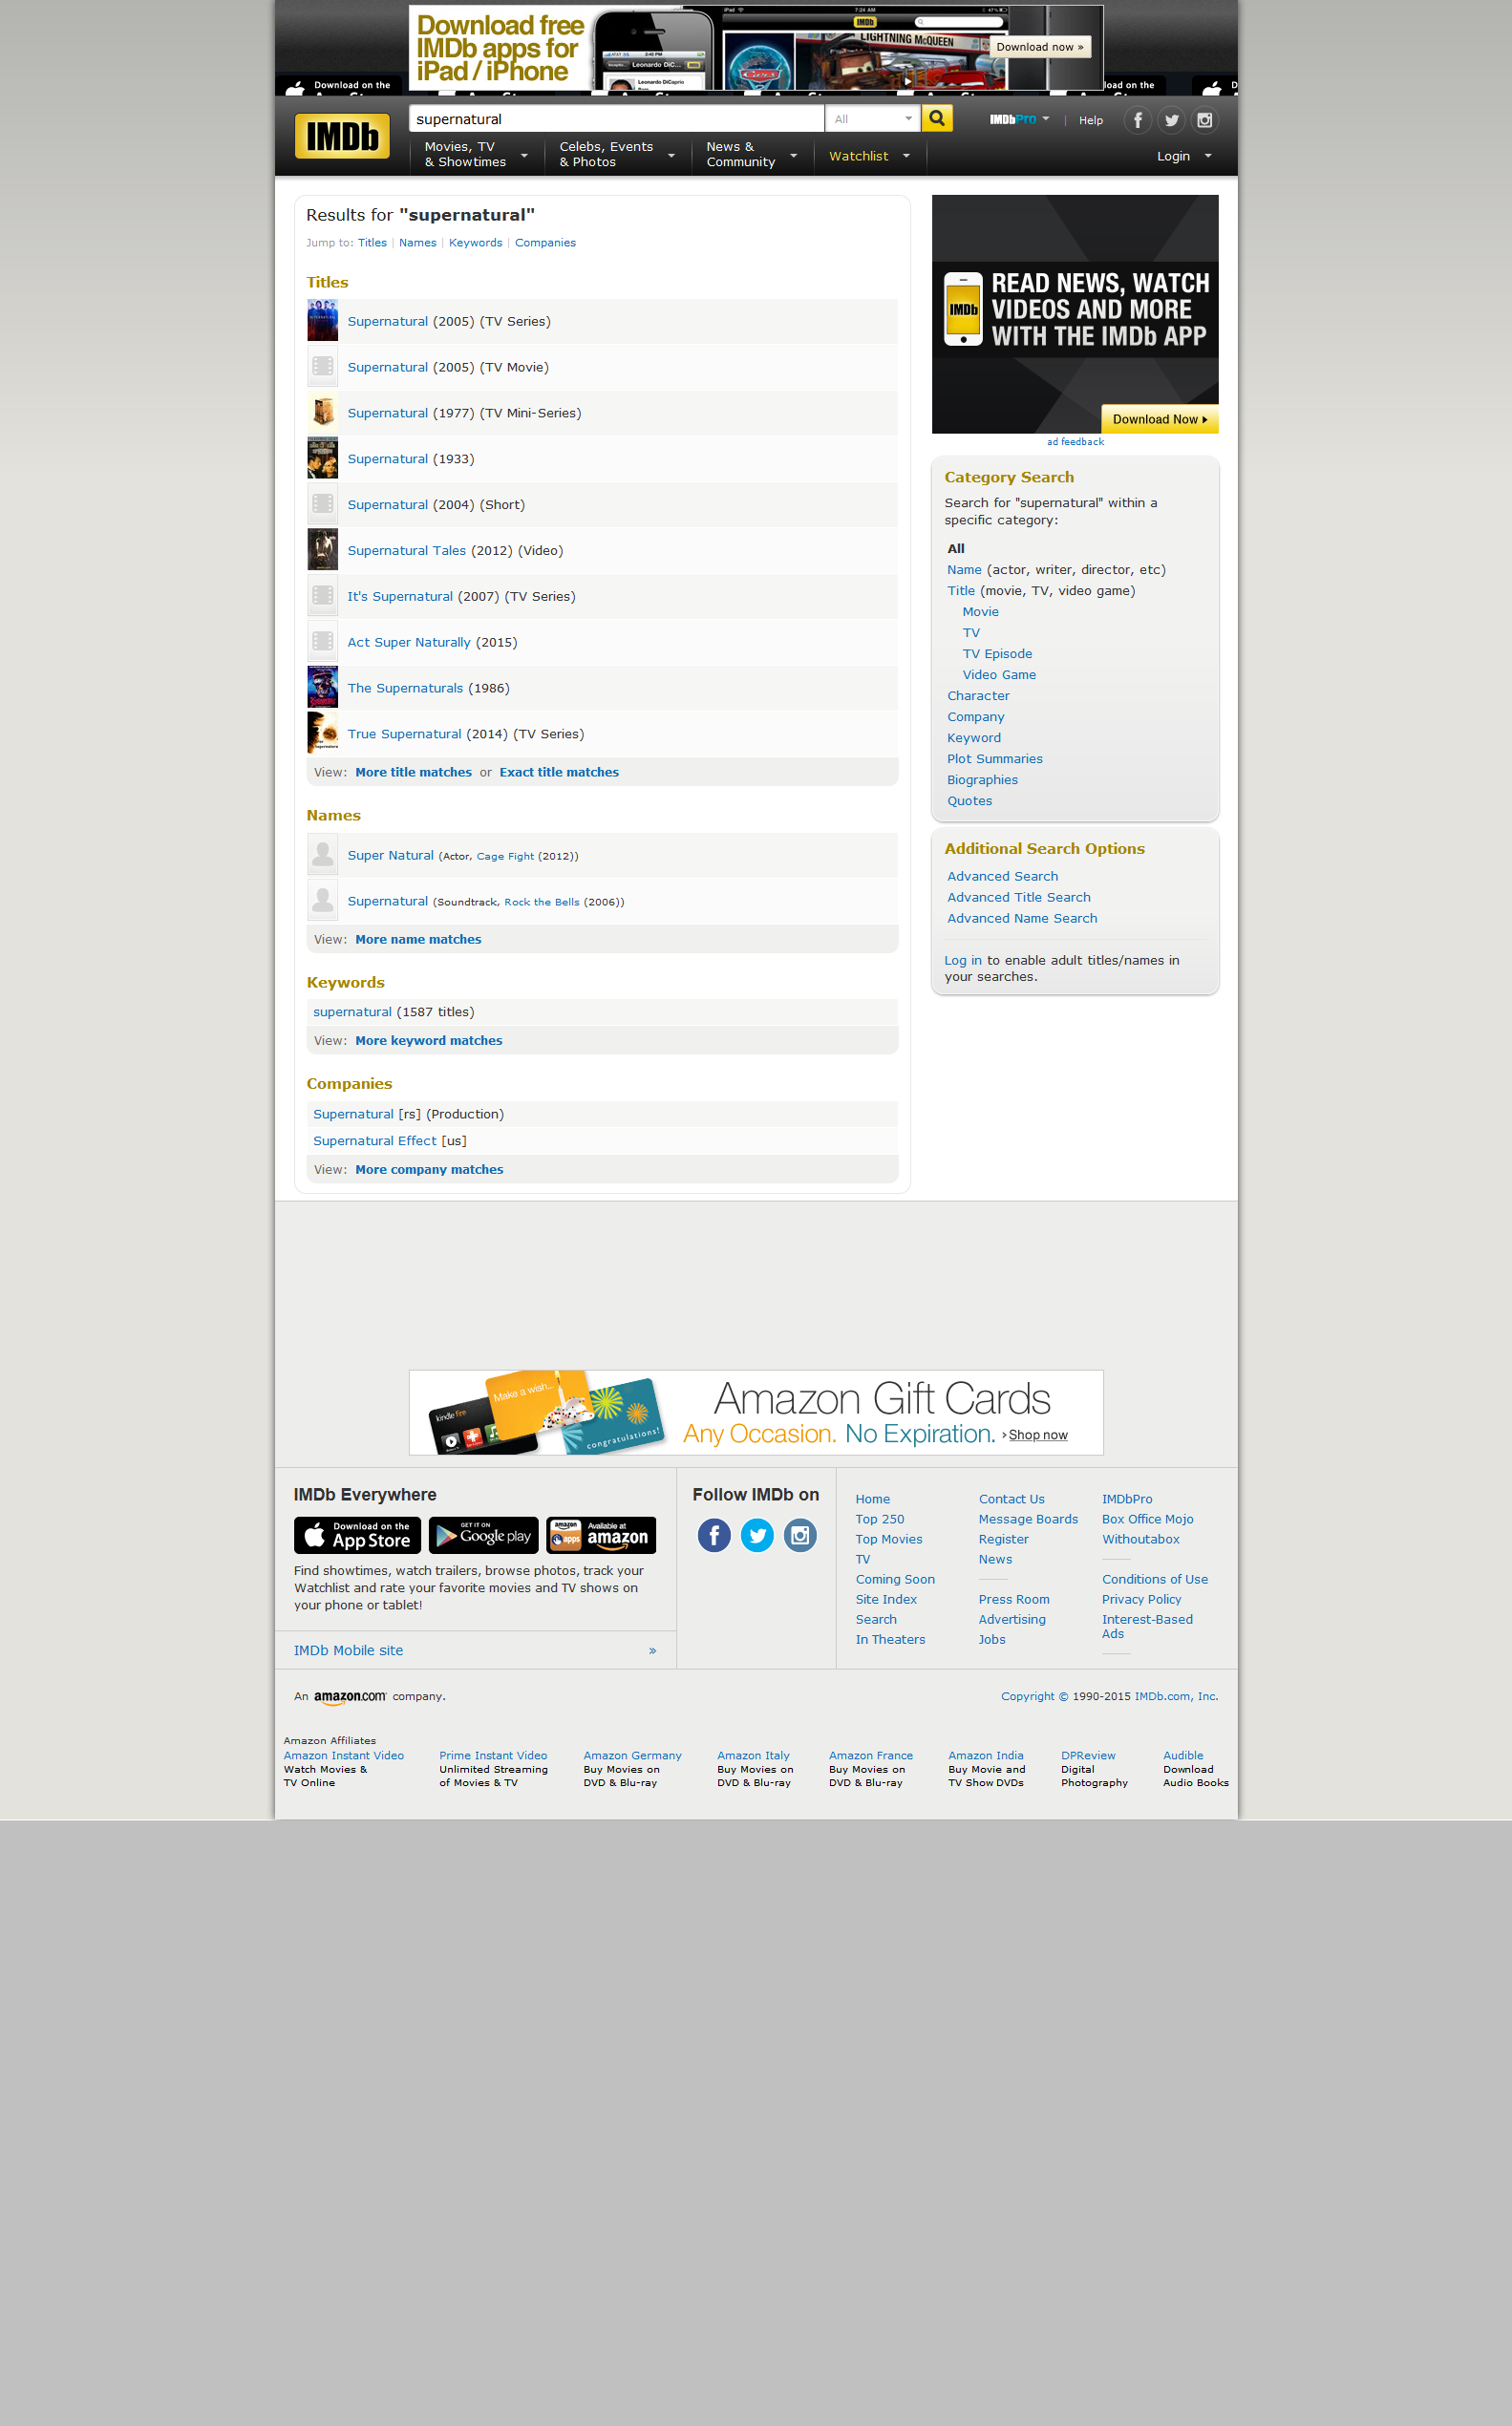 Download free
IMDb apps for
iPad / iPhone
IMDb
LIGHTNING McQUEEN
Download now »
Download on the
IMDb
supernatural
All
IMDbPro
Help
Movies, TV
& Showtimes
Celebs, Events
& Photos
News &
Community
Watchlist
Login
Results for "supernatural"
Jump to: Titles | Names | Keywords | Companies
Titles
Supernatural (2005) (TV Series)
Supernatural (2005) (TV Movie)
Supernatural (1977) (TV Mini-Series)
Supernatural (1933)
Supernatural (2004) (Short)
Supernatural Tales (2012) (Video)
It's Supernatural (2007) (TV Series)
Act Super Naturally (2015)
The Supernaturals (1986)
True Supernatural (2014) (TV Series)
View: More title matches or Exact title matches
Names
Super Natural (Actor, Cage Fight (2012))
Supernatural (Soundtrack, Rock the Bells (2006))
View: More name matches
Keywords
supernatural (1587 titles)
View: More keyword matches
Companies
Supernatural [rs] (Production)
Supernatural Effect [us]
View: More company matches
IMDb
READ NEWS, WATCH
VIDEOS AND MORE
WITH THE IMDb APP
Download Now
ad feedback
Category Search
Search for "supernatural" within a
specific category:
All
Name (actor, writer, director, etc)
Title (movie, TV, video game)
Movie
TV
TV Episode
Video Game
Character
Company
Keyword
Plot Summaries
Biographies
Quotes
Additional Search Options
Advanced Search
Advanced Title Search
Advanced Name Search
Log in to enable adult titles/names in
your searches.
kindle fire
Make a wish...
congratulations!
Amazon Gift Cards
Any Occasion. No Expiration. › Shop now
IMDb Everywhere
Download on the
App Store
GET IT ON
Google play
amazon
apps
Available at
amazon
Find showtimes, watch trailers, browse photos, track your
Watchlist and rate your favorite movies and TV shows on
your phone or tablet!
IMDb Mobile site »
Follow IMDb on
Home
Top 250
Top Movies
TV
Coming Soon
Site Index
Search
In Theaters
Contact Us
Message Boards
Register
News
Press Room
Advertising
Jobs
IMDbPro
Box Office Mojo
Withoutabox
Conditions of Use
Privacy Policy
Interest-Based
Ads
An amazon.com company.
Copyright © 1990-2015 IMDb.com, Inc.
Amazon Affiliates
Amazon Instant Video
Watch Movies &
TV Online
Prime Instant Video
Unlimited Streaming
of Movies & TV
Amazon Germany
Buy Movies on
DVD & Blu-ray
Amazon Italy
Buy Movies on
DVD & Blu-ray
Amazon France
Buy Movies on
DVD & Blu-ray
Amazon India
Buy Movie and
TV Show DVDs
DPReview
Digital
Photography
Audible
Download
Audio Books